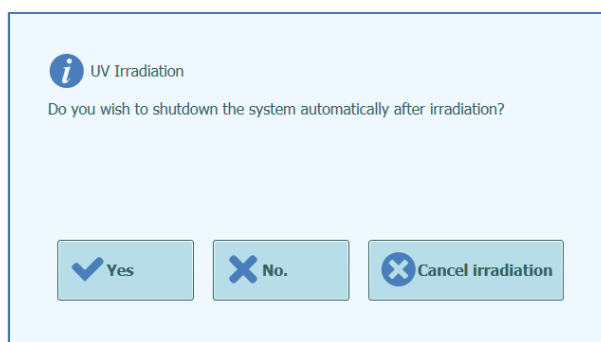 UV Irradiation
Do you wish to shutdown the system automatically after irradiation?
Yes
No.
Cancel irradiation